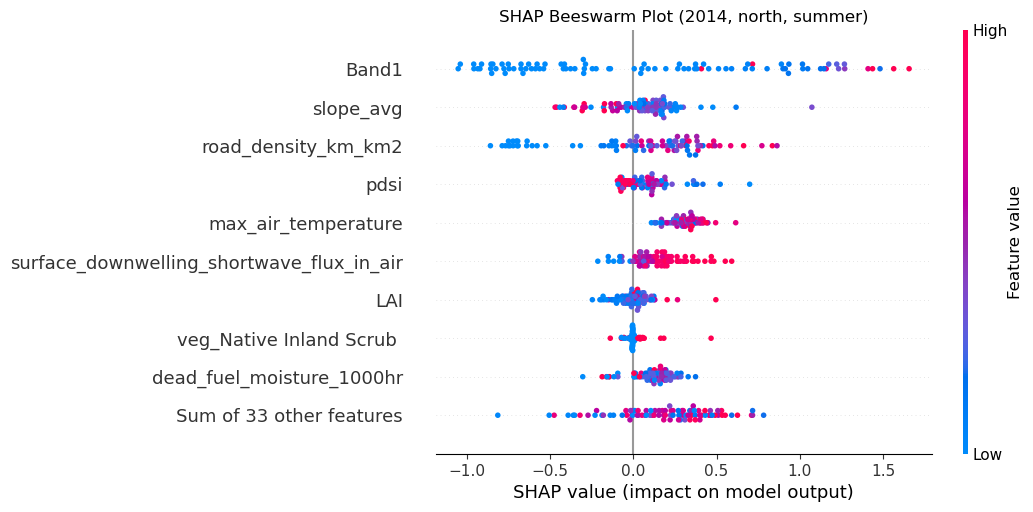 SHAP Beeswarm Plot (2014, north, summer)
High
Band1
slope_avg
road_density_km_km2
pdsi
max_air_temperature
surface_downwelling_shortwave_flux_in_air
LAI
veg_Native Inland Scrub
dead_fuel_moisture_1000hr
Sum of 33 other features
Feature value
Low
−1.0 −0.5 0.0 0.5 1.0 1.5
SHAP value (impact on model output)